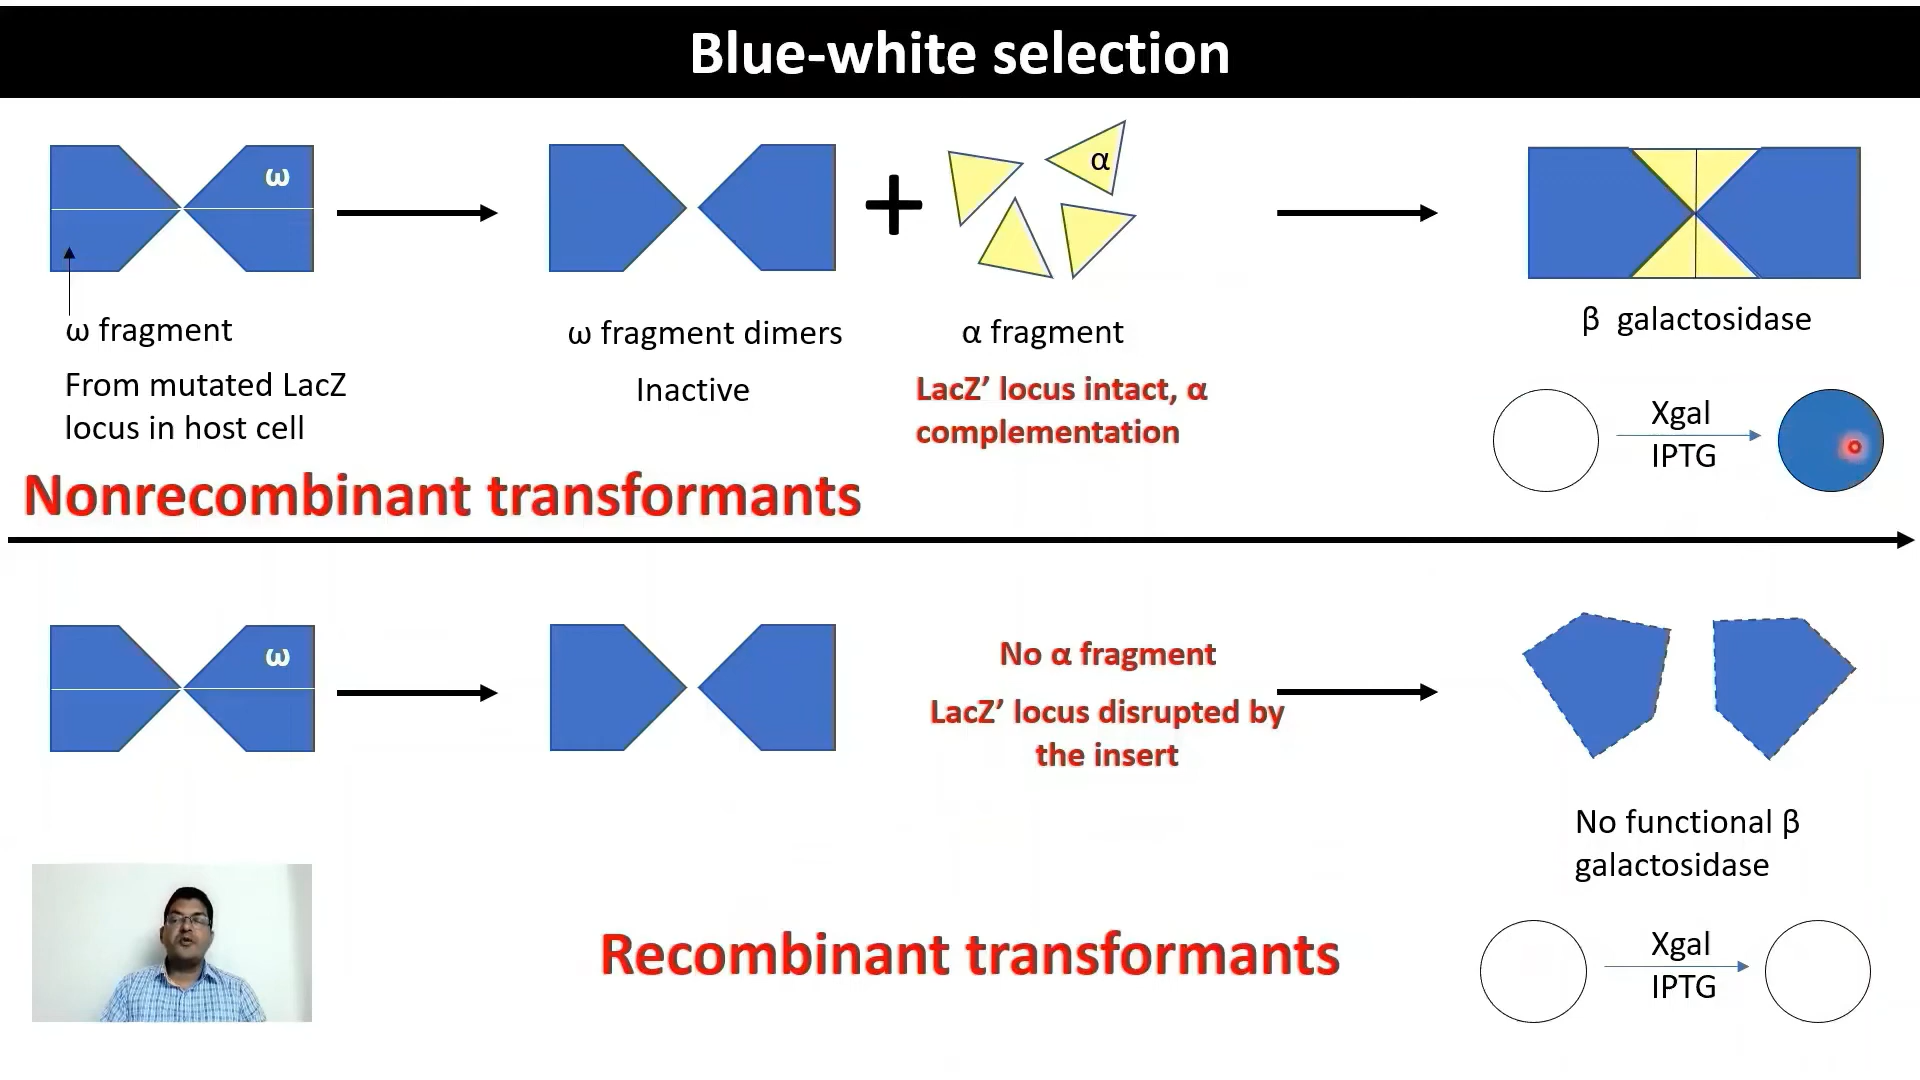 Blue-white selection
ω
α
ω fragment
From mutated LacZ
locus in host cell
ω fragment dimers
Inactive
+
α fragment
LacZ’ locus intact, α
complementation
β galactosidase
Xgal
IPTG
Nonrecombinant transformants
ω
No α fragment
LacZ’ locus disrupted by
the insert
No functional β
galactosidase
Recombinant transformants
Xgal
IPTG